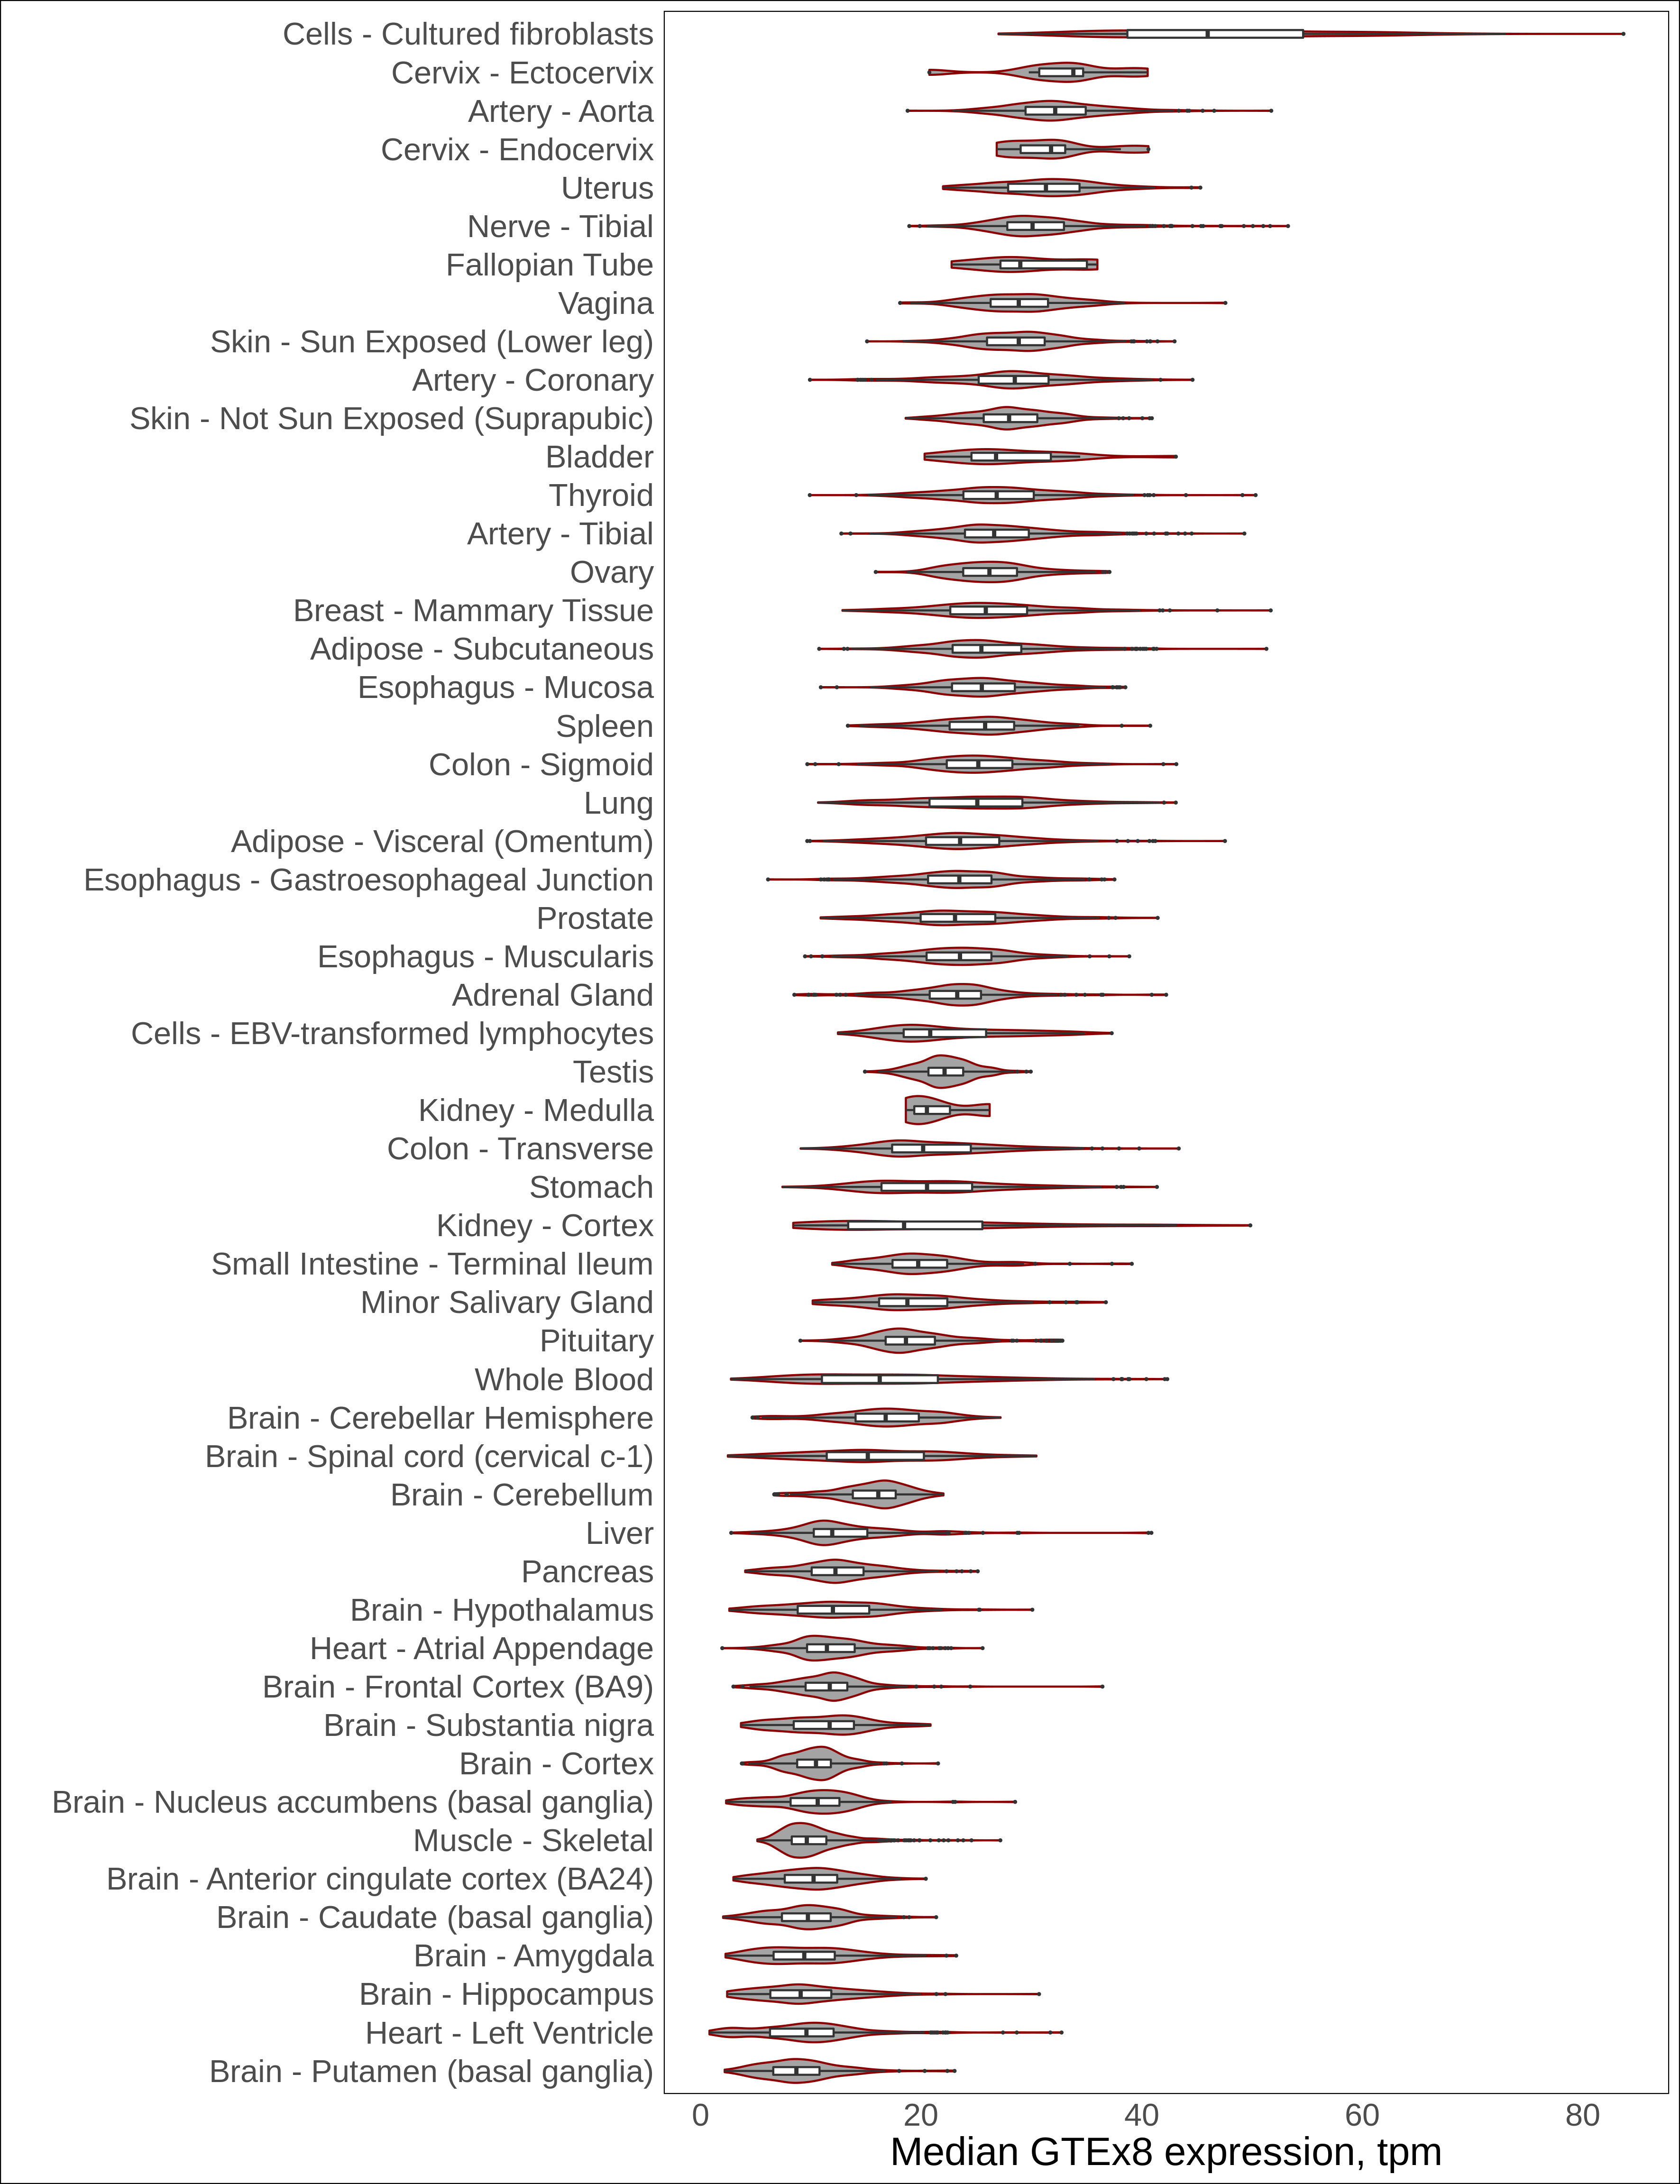 Cells - Cultured fibroblasts
Cervix - Ectocervix
Artery - Aorta
Cervix - Endocervix
Uterus
Nerve - Tibial
Fallopian Tube
Vagina
Skin - Sun Exposed (Lower leg)
Artery - Coronary
Skin - Not Sun Exposed (Suprapubic)
Bladder
Thyroid
Artery - Tibial
Ovary
Breast - Mammary Tissue
Adipose - Subcutaneous
Esophagus - Mucosa
Spleen
Colon - Sigmoid
Lung
Adipose - Visceral (Omentum)
Esophagus - Gastroesophageal Junction
Prostate
Esophagus - Muscularis
Adrenal Gland
Cells - EBV-transformed lymphocytes
Testis
Kidney - Medulla
Colon - Transverse
Stomach
Kidney - Cortex
Small Intestine - Terminal Ileum
Minor Salivary Gland
Pituitary
Whole Blood
Brain - Cerebellar Hemisphere
Brain - Spinal cord (cervical c-1)
Brain - Cerebellum
Liver
Pancreas
Brain - Hypothalamus
Heart - Atrial Appendage
Brain - Frontal Cortex (BA9)
Brain - Substantia nigra
Brain - Cortex
Brain - Nucleus accumbens (basal ganglia)
Muscle - Skeletal
Brain - Anterior cingulate cortex (BA24)
Brain - Caudate (basal ganglia)
Brain - Amygdala
Brain - Hippocampus
Heart - Left Ventricle
Brain - Putamen (basal ganglia)
0 20 40 60 80
Median GTEx8 expression, tpm